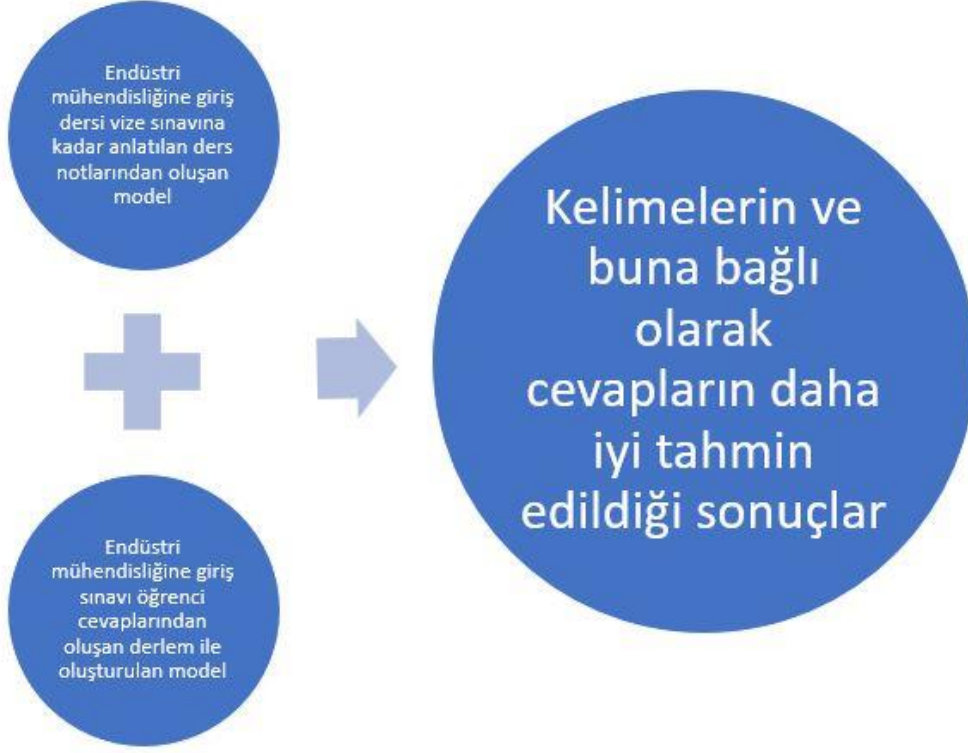 Endüstri
mühendisliğine giriş
dersi vize sınavına
kadar anlatılan ders
notlarından oluşan
model
Endüstri
mühendisliğine giriş
sınavı öğrenci
cevaplarından
oluşan derlem ile
oluşturulan model
Kelimelerin ve
buna bağlı
olarak
cevapların daha
iyi tahmin
edildiği sonuçlar